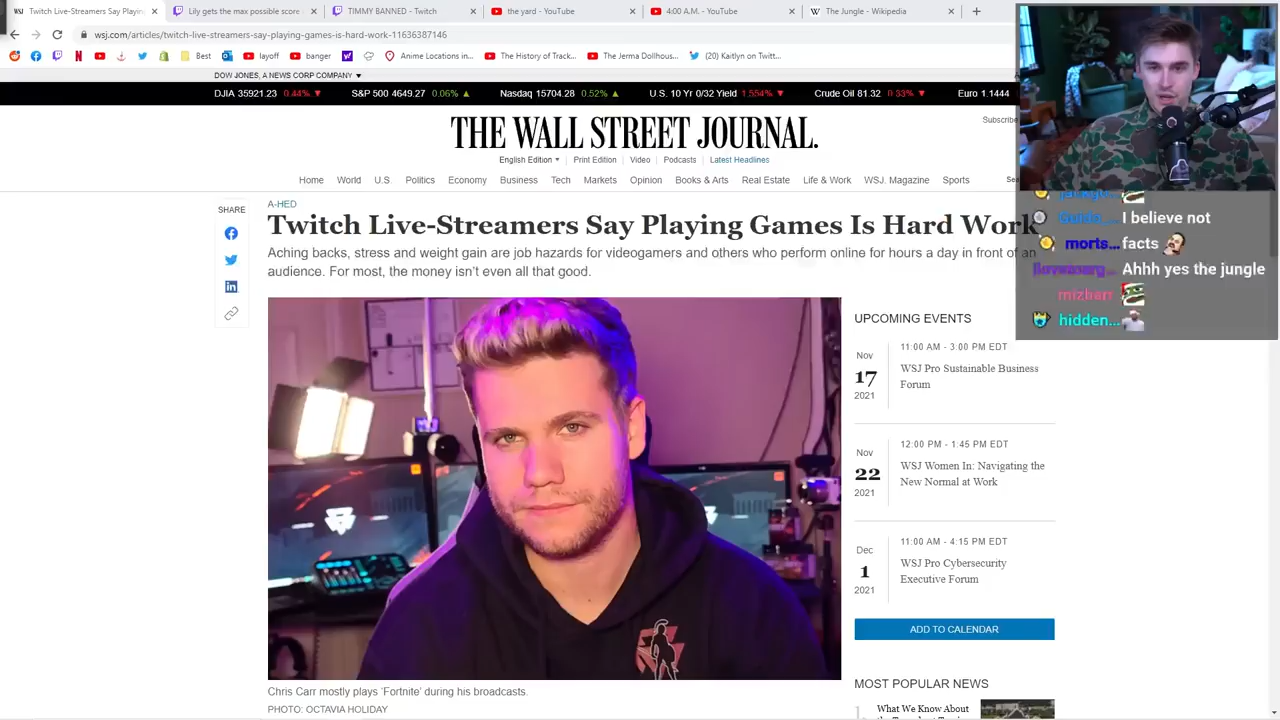 Twitch Live-Streamers Say Playing
Lily gets the max possible score
TIMMY BANNED - Twitch
the yard - YouTube
4:00 A.M. - YouTube
The Jungle - Wikipedia
wsj.com/articles/twitch-live-streamers-say-playing-games-is-hard-work-11636387146
Best
layoff
banger
Anime Locations in...
The History of Track...
The Jerma Dollhous...
(20) Kaitlyn on Twitt...
DOW JONES, A NEWS CORP COMPANY
DJIA 35921.23 0.44% ▼
S&P 500 4649.27 0.06% ▲
Nasdaq 15704.28 0.52% ▲
U.S. 10 Yr 0/32 Yield 1.554% ▼
Crude Oil 81.32 0.33% ▼
Euro 1.1444
THE WALL STREET JOURNAL.
Subscribe
English Edition
Print Edition
Video
Podcasts
Latest Headlines
Home
World
U.S.
Politics
Economy
Business
Tech
Markets
Opinion
Books & Arts
Real Estate
Life & Work
WSJ. Magazine
Sports
I believe not
morts... facts
Ahhh yes the jungle
mizharr
hidden...
SHARE
A-HED
Twitch Live-Streamers Say Playing Games Is Hard Work
Aching backs, stress and weight gain are job hazards for videogamers and others who perform online for hours a day in front of an
audience. For most, the money isn't even all that good.
Chris Carr mostly plays 'Fortnite' during his broadcasts.
PHOTO: OCTAVIA HOLIDAY
UPCOMING EVENTS
Nov
17
2021
11:00 AM - 3:00 PM EDT
WSJ Pro Sustainable Business
Forum
Nov
22
2021
12:00 PM - 1:45 PM EDT
WSJ Women In: Navigating the
New Normal at Work
Dec
1
2021
11:00 AM - 4:15 PM EDT
WSJ Pro Cybersecurity
Executive Forum
ADD TO CALENDAR
MOST POPULAR NEWS
What We Know About